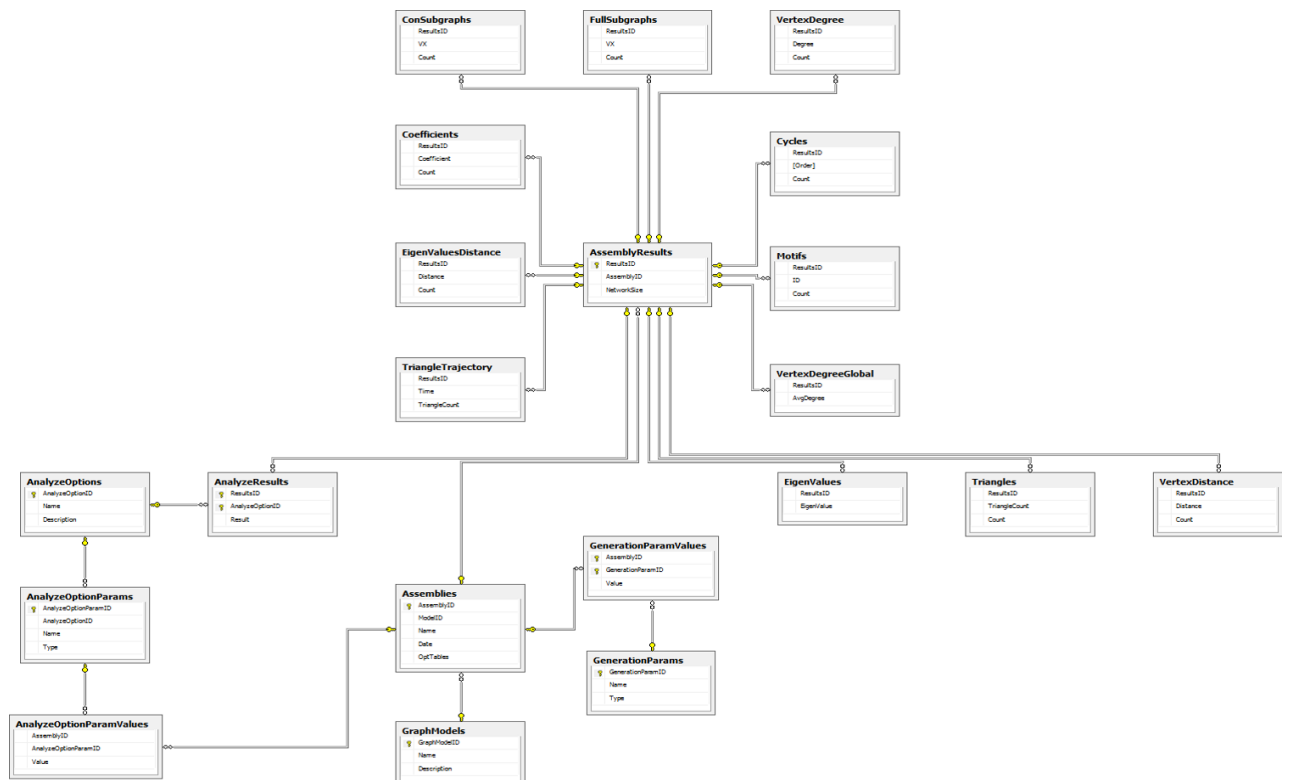 ConSubgraphs
ResultsID
VX
Count
FullSubgraphs
ResultsID
VX
Count
VertexDegree
ResultsID
Degree
Count
Coefficients
ResultsID
Coefficient
Count
Cycles
ResultsID
[Order]
Count
EigenValuesDistance
ResultsID
Distance
Count
AssemblyResults
ResultsID
AssemblyID
NetworkSize
Motifs
ResultsID
ID
Count
TriangleTrajectory
ResultsID
Time
TriangleCount
VertexDegreeGlobal
ResultsID
AvgDegree
AnalyzeOptions
AnalyzeOptionID
Name
Description
AnalyzeResults
ResultsID
AnalyzeOptionID
Result
EigenValues
ResultsID
EigenValue
Triangles
ResultsID
TriangleCount
Count
VertexDistance
ResultsID
Distance
Count
GenerationParamValues
AssemblyID
GenerationParamID
Value
AnalyzeOptionParams
AnalyzeOptionParamID
AnalyzeOptionID
Name
Type
Assemblies
AssemblyID
ModelID
Name
Date
OptTables
GenerationParams
GenerationParamID
Name
Type
AnalyzeOptionParamValues
AssemblyID
AnalyzeOptionParamID
Value
GraphModels
GraphModelID
Name
Description